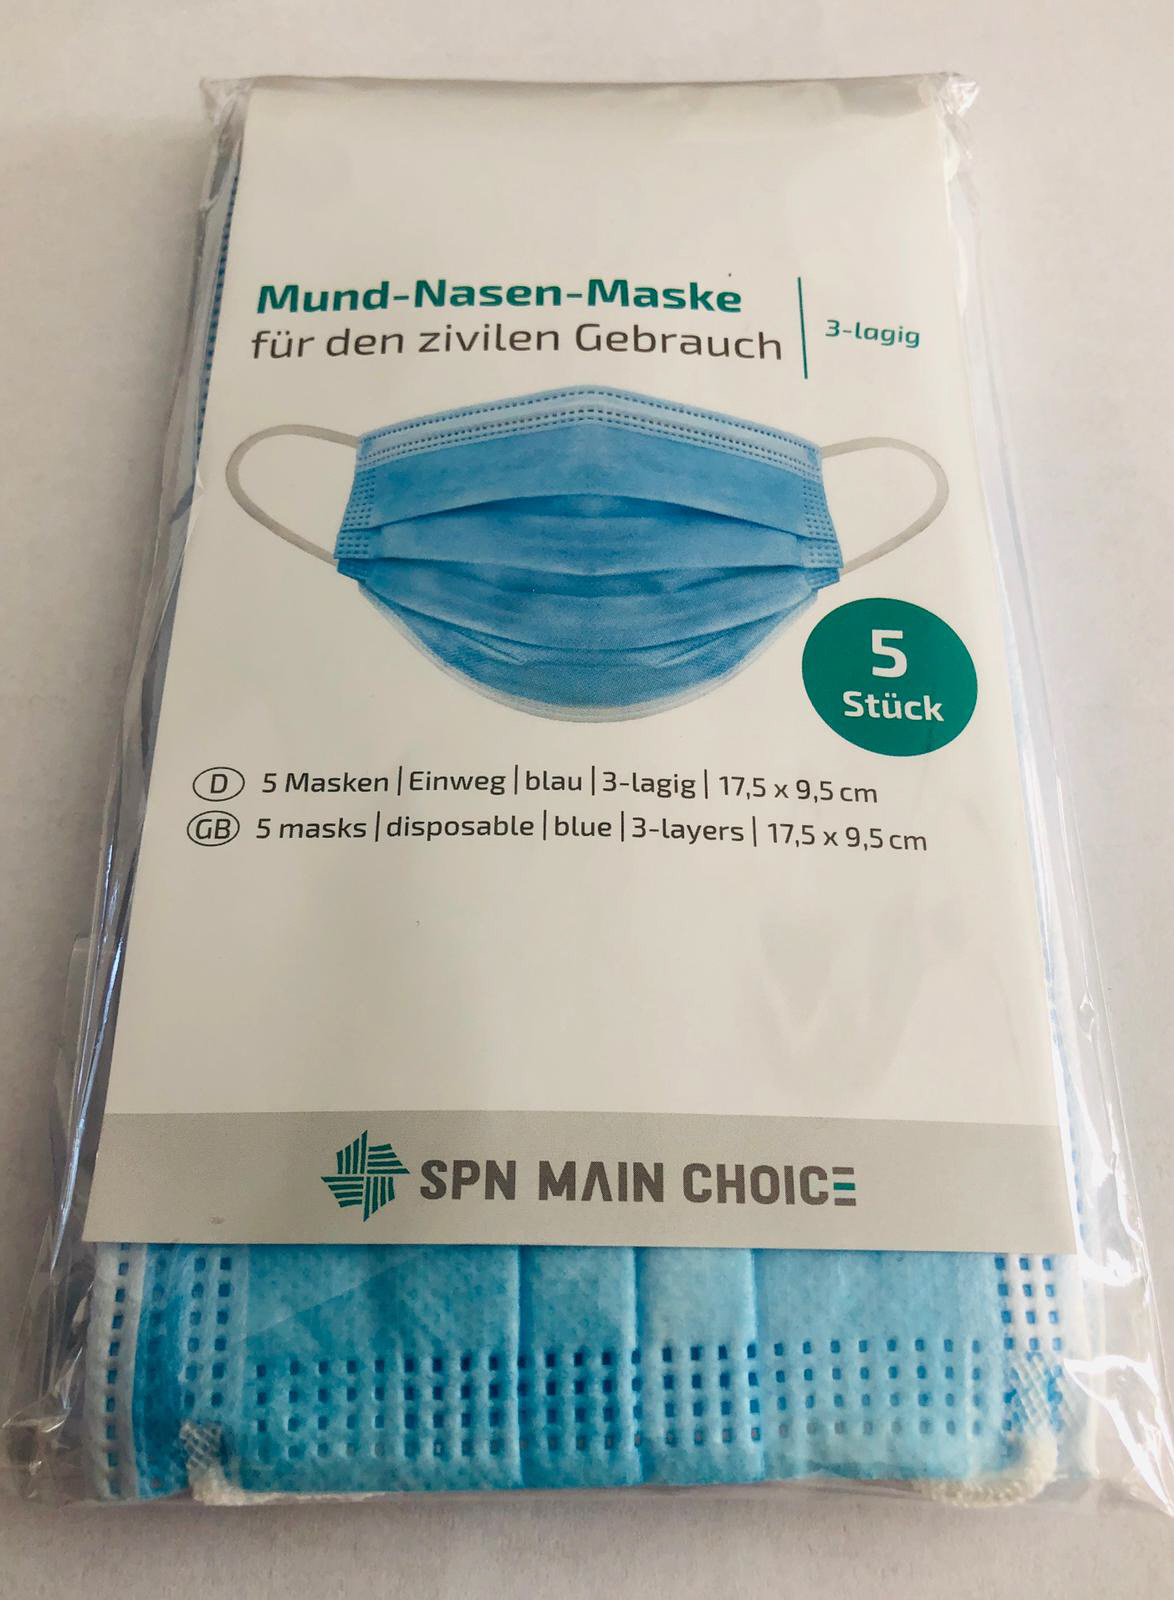 Mund-Nasen-Maske
für den zivilen Gebrauch
3-lagig
5
Stück
D 5 Masken | Einweg | blau | 3-lagig | 17,5 x 9,5 cm
GB 5 masks | disposable | blue | 3-layers | 17,5 x 9,5 cm
SPN MAIN CHOICE